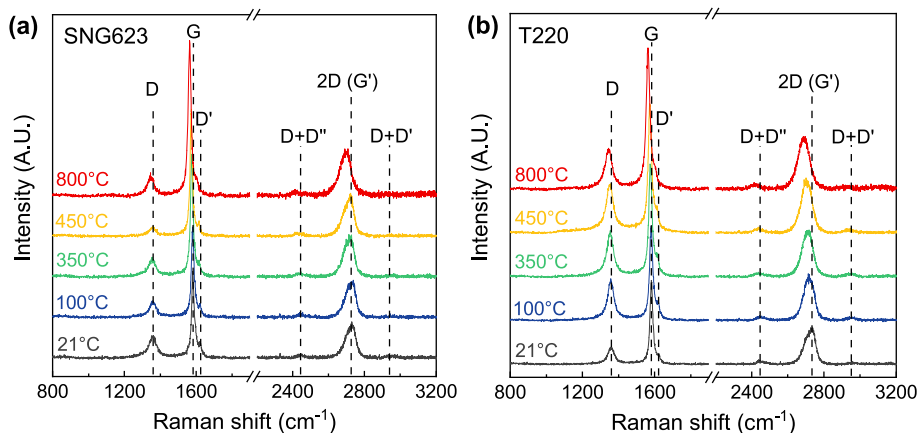 (a)
SNG623
G
D
D'
2D (G')
D+D"
D+D'
800°C
450°C
350°C
100°C
21°C
Intensity (A.U.)
800 1200 1600 2400 2800 3200
Raman shift (cm⁻¹)
(b)
T220
G
D
D'
2D (G')
D+D"
D+D'
800°C
450°C
350°C
100°C
21°C
Intensity (A.U.)
800 1200 1600 2400 2800 3200
Raman shift (cm⁻¹)